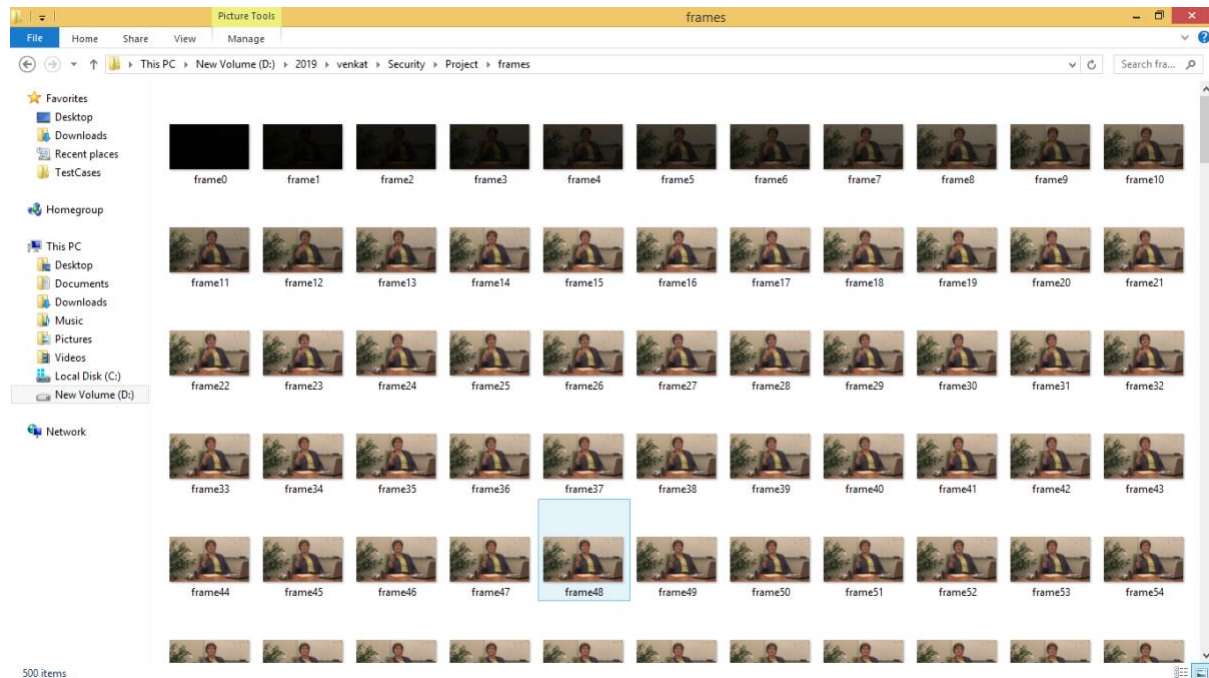 Picture Tools
frames
File Home Share View Manage
This PC New Volume (D:) 2019 venkat Security Project frames
Search fra...
Favorites
Desktop
Downloads
Recent places
TestCases
Homegroup
This PC
Desktop
Documents
Downloads
Music
Pictures
Videos
Local Disk (C:)
New Volume (D:)
Network
frame0 frame1 frame2 frame3 frame4 frame5 frame6 frame7 frame8 frame9 frame10
frame11 frame12 frame13 frame14 frame15 frame16 frame17 frame18 frame19 frame20 frame21
frame22 frame23 frame24 frame25 frame26 frame27 frame28 frame29 frame30 frame31 frame32
frame33 frame34 frame35 frame36 frame37 frame38 frame39 frame40 frame41 frame42 frame43
frame44 frame45 frame46 frame47 frame48 frame49 frame50 frame51 frame52 frame53 frame54
500 items